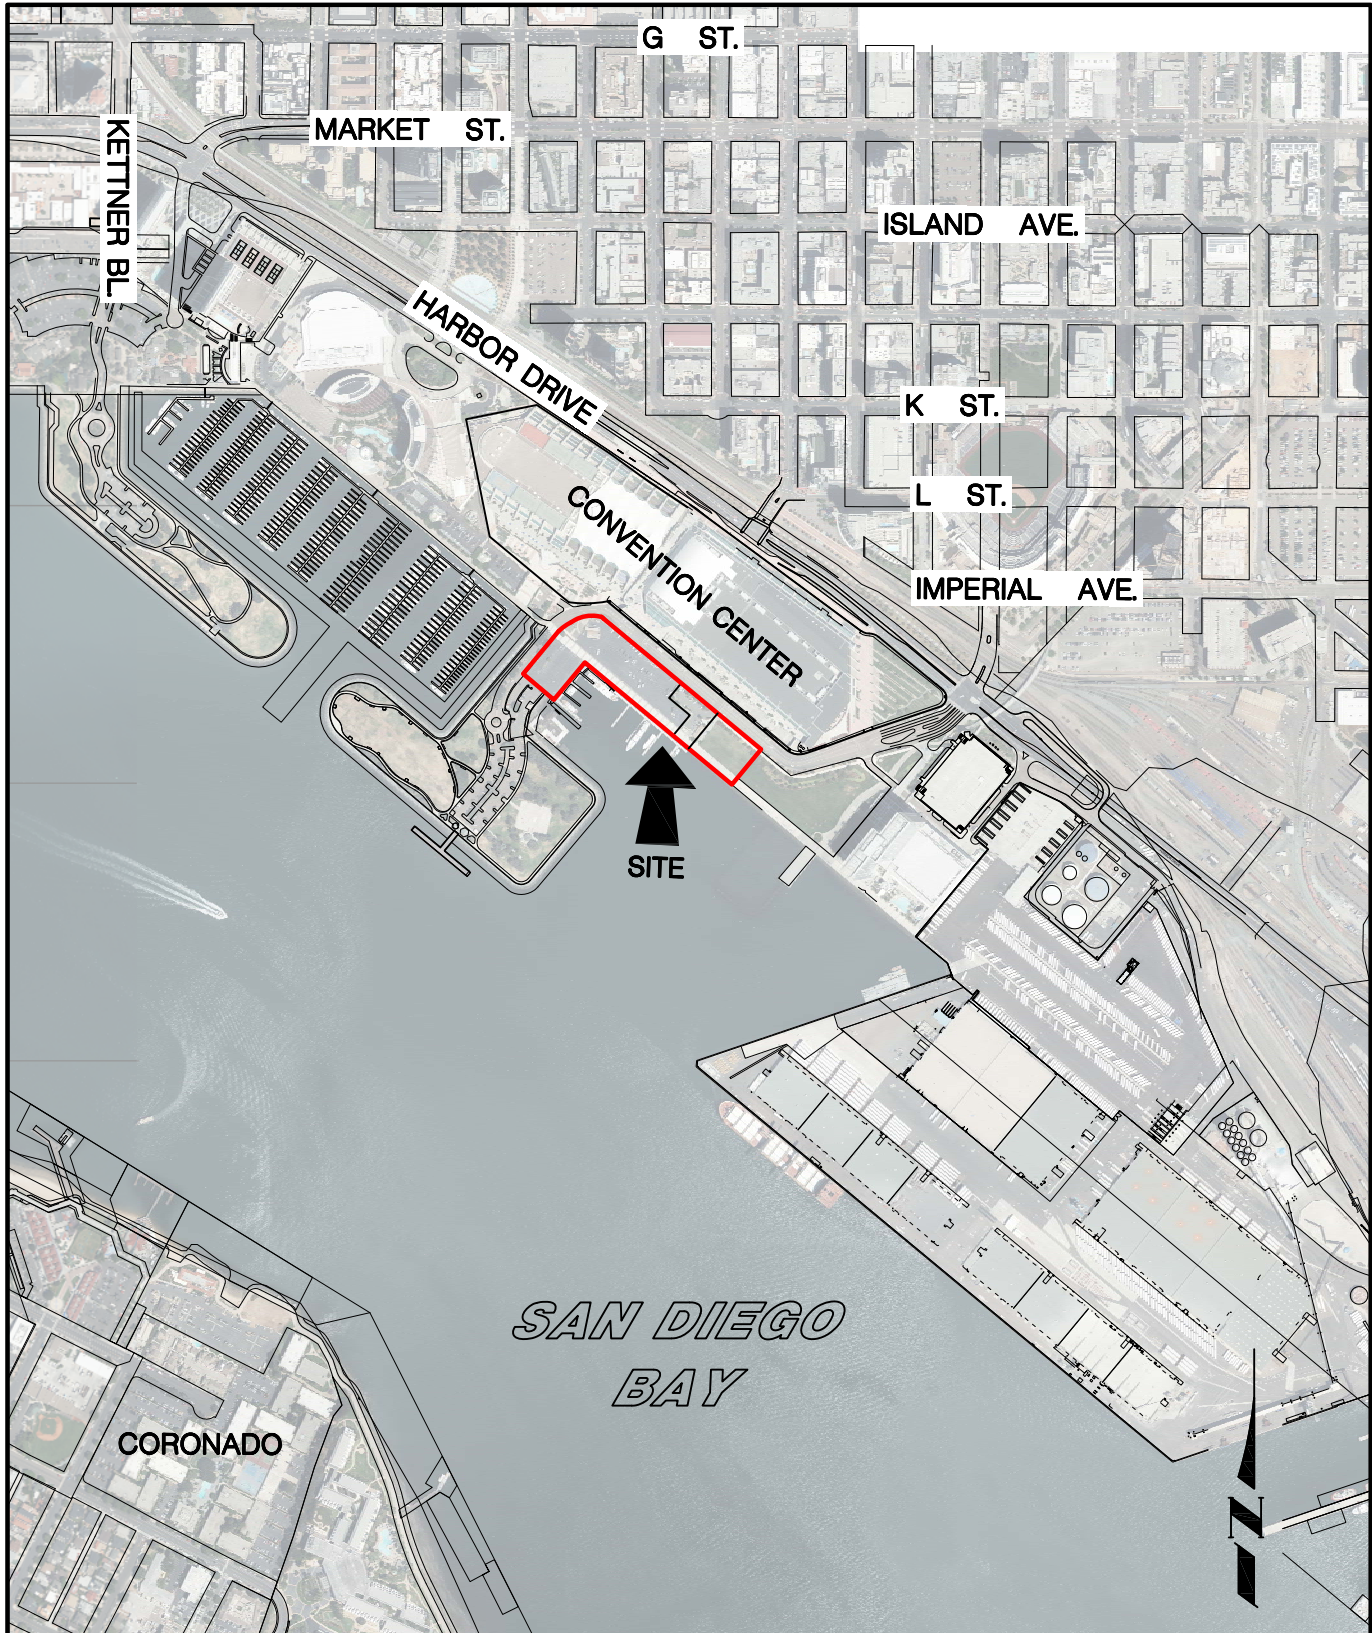 G ST.
MARKET ST.
KETTNER BL.
ISLAND AVE.
HARBOR DRIVE
K ST.
L ST.
CONVENTION CENTER
IMPERIAL AVE.
SITE
SAN DIEGO
BAY
CORONADO
N